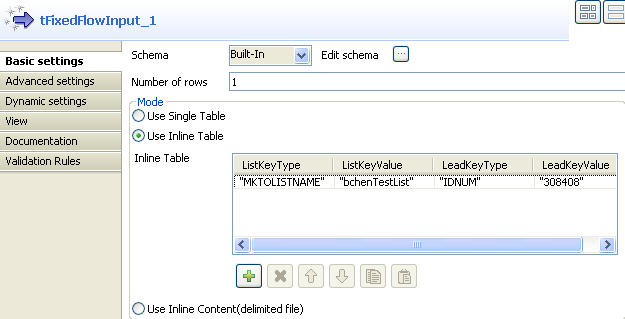 tFixedFlowInput_1
Basic settings
Advanced settings
Dynamic settings
View
Documentation
Validation Rules
Schema Built-In Edit schema ...
Number of rows 1
Mode
Use Single Table
Use Inline Table
Inline Table
ListKeyType ListKeyValue LeadKeyType LeadKeyValue
"MKTOLISTNAME" "bchenTestList" "IDNUM" "308408"
Use Inline Content(delimited file)